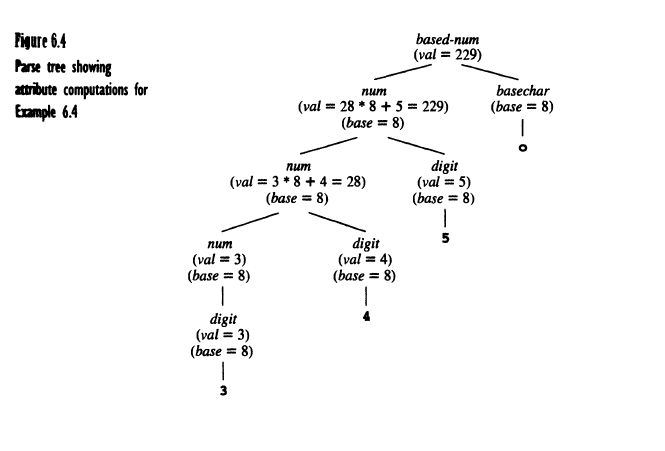 Figure 6.4
Parse tree showing
attribute computations for
Example 6.4
based-num
(val = 229)
num
(val = 28 * 8 + 5 = 229)
(base = 8)
basechar
(base = 8)
o
num
(val = 3 * 8 + 4 = 28)
(base = 8)
digit
(val = 5)
(base = 8)
5
num
(val = 3)
(base = 8)
digit
(val = 4)
(base = 8)
4
digit
(val = 3)
(base = 8)
3